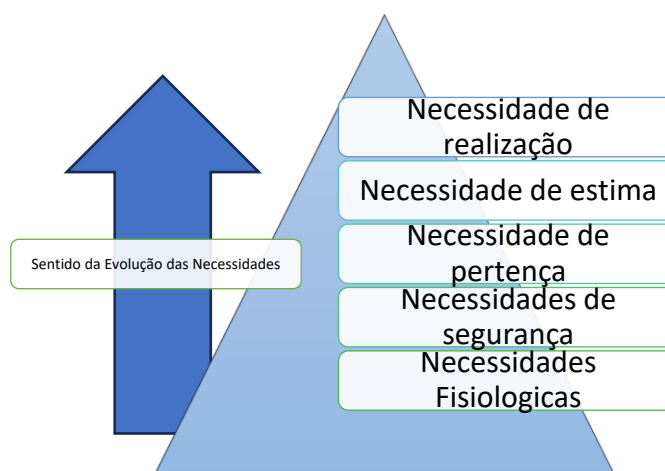 Necessidade de
realização
Necessidade de estima
Necessidade de
pertença
Sentido da Evolução das Necessidades
Necessidades de
segurança
Necessidades
Fisiologicas